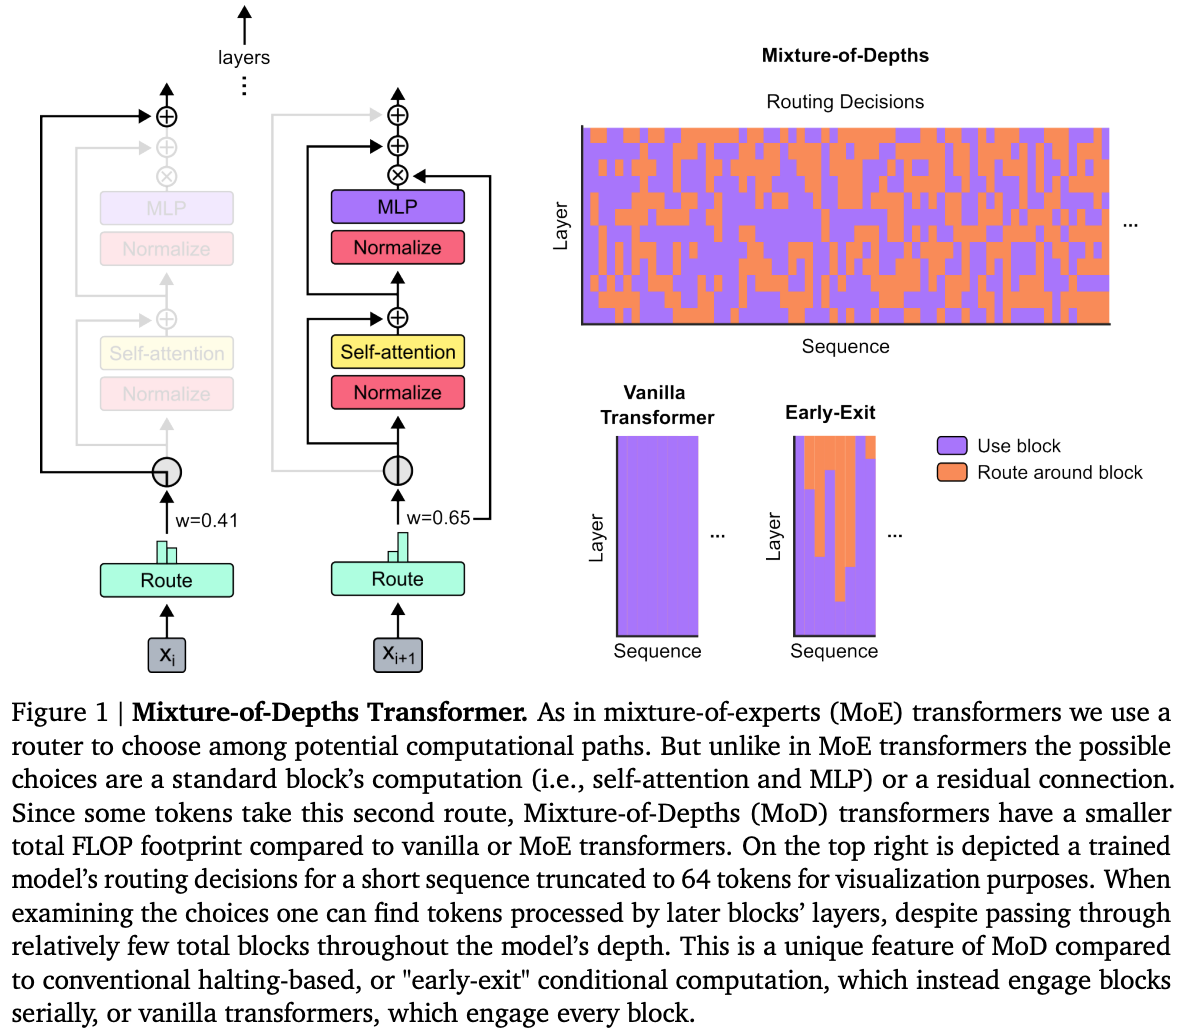 layers
...
MLP
Normalize
Self-attention
Normalize
w=0.41
Route
xi
MLP
Normalize
Self-attention
Normalize
w=0.65
Route
xi+1
Mixture-of-Depths
Routing Decisions
Layer
...
Sequence
Vanilla
Transformer
Layer
...
Sequence
Early-Exit
Layer
...
Sequence
Use block
Route around block
Figure 1 | Mixture-of-Depths Transformer. As in mixture-of-experts (MoE) transformers we use a
router to choose among potential computational paths. But unlike in MoE transformers the possible
choices are a standard block's computation (i.e., self-attention and MLP) or a residual connection.
Since some tokens take this second route, Mixture-of-Depths (MoD) transformers have a smaller
total FLOP footprint compared to vanilla or MoE transformers. On the top right is depicted a trained
model's routing decisions for a short sequence truncated to 64 tokens for visualization purposes. When
examining the choices one can find tokens processed by later blocks' layers, despite passing through
relatively few total blocks throughout the model's depth. This is a unique feature of MoD compared
to conventional halting-based, or "early-exit" conditional computation, which instead engage blocks
serially, or vanilla transformers, which engage every block.